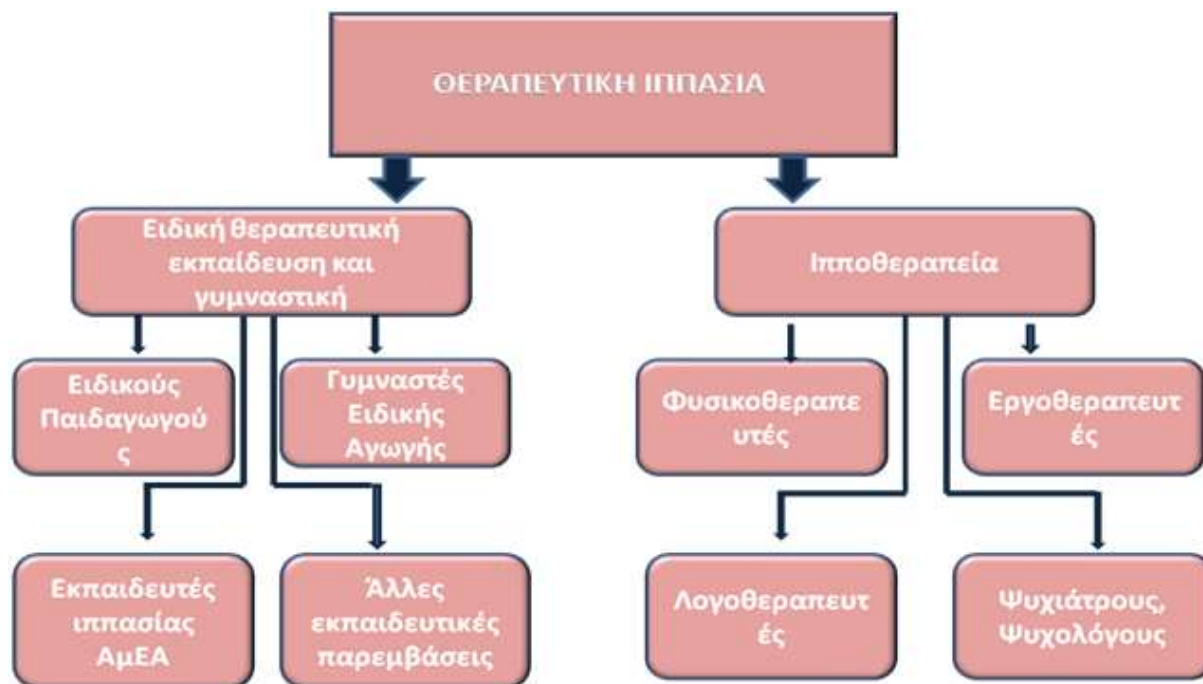 ΘΕΡΑΠΕΥΤΙΚΗ ΙΠΠΑΣΙΑ
Ειδική θεραπευτική
εκπαίδευση και
γυμναστική
Ιπποθεραπεία
Ειδικούς
Παιδαγωγού
ς
Γυμναστές
Ειδικής
Αγωγής
Φυσικοθεραπε
υτές
Εργοθεραπευτ
ές
Εκπαιδευτές
ιππασίας
ΑμΕΑ
Άλλες
εκπαιδευτικές
παρεμβάσεις
Λογοθεραπευτ
ές
Ψυχιάτρους,
Ψυχολόγους